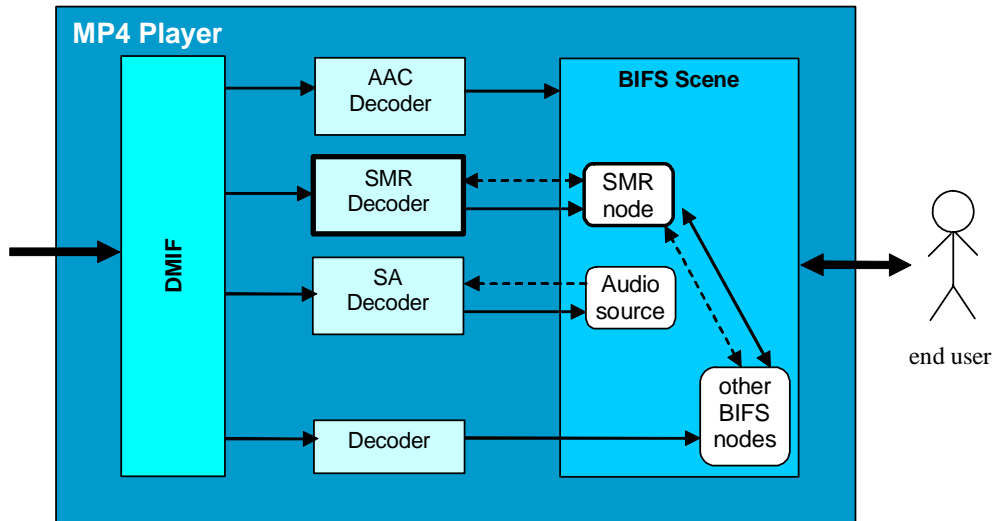 MP4 Player
DMIF
AAC
Decoder
SMR
Decoder
SA
Decoder
Decoder
BIFS Scene
SMR
node
Audio
source
other
BIFS
nodes
end user